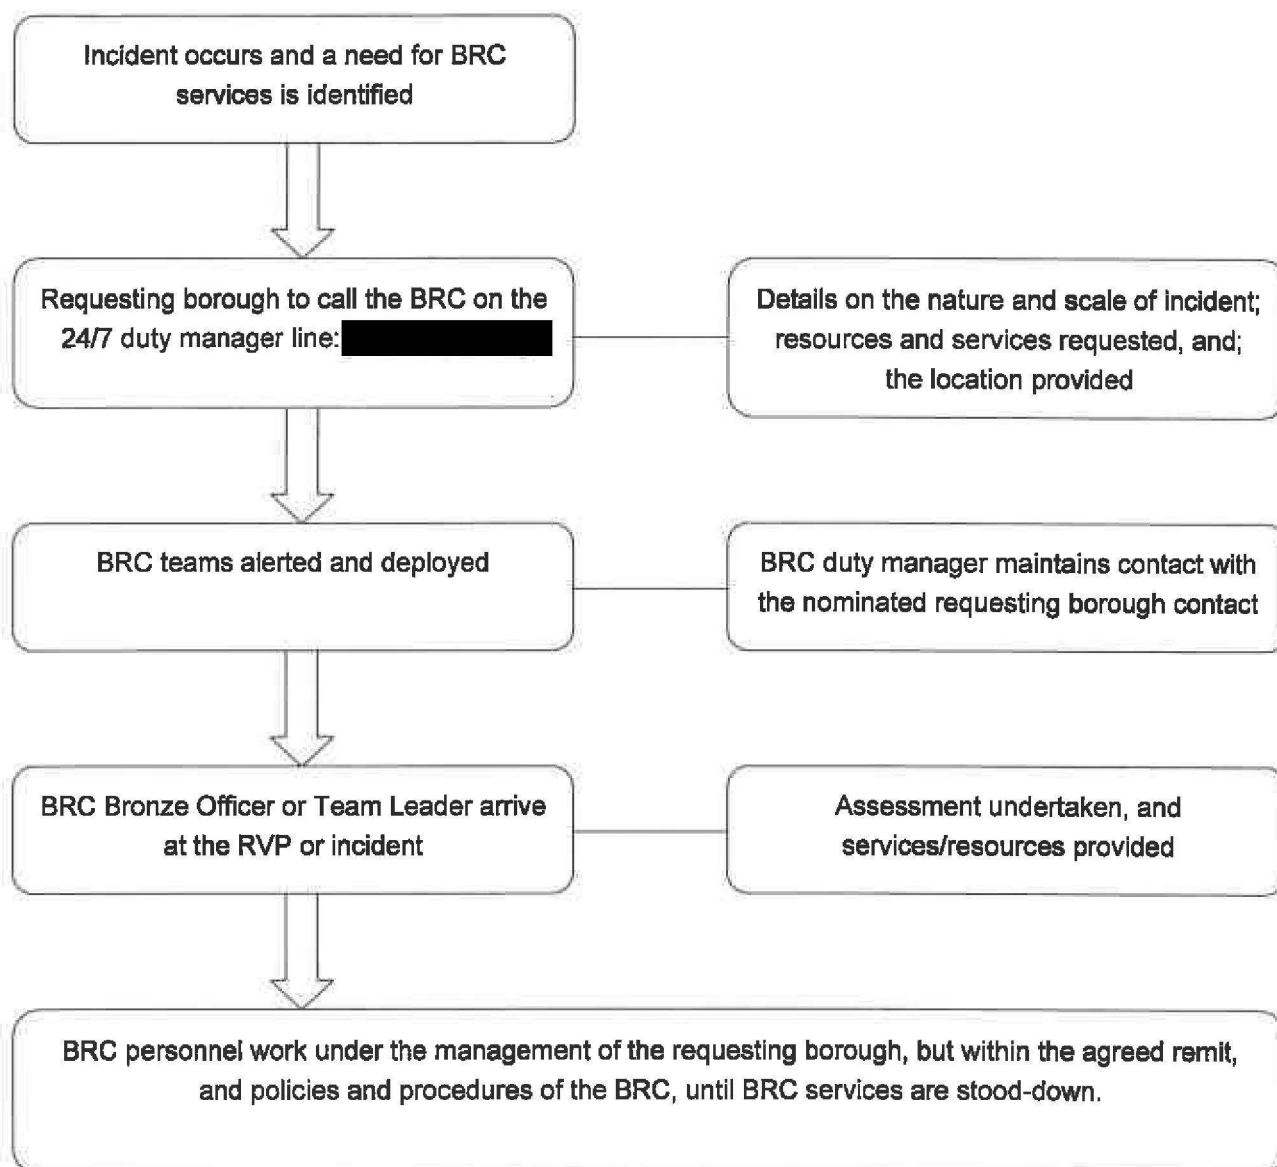 Incident occurs and a need for BRC
services is identified
Requesting borough to call the BRC on the
24/7 duty manager line:
Details on the nature and scale of incident;
resources and services requested, and;
the location provided
BRC teams alerted and deployed
BRC duty manager maintains contact with
the nominated requesting borough contact
BRC Bronze Officer or Team Leader arrive
at the RVP or incident
Assessment undertaken, and
services/resources provided
BRC personnel work under the management of the requesting borough, but within the agreed remit,
and policies and procedures of the BRC, until BRC services are stood-down.